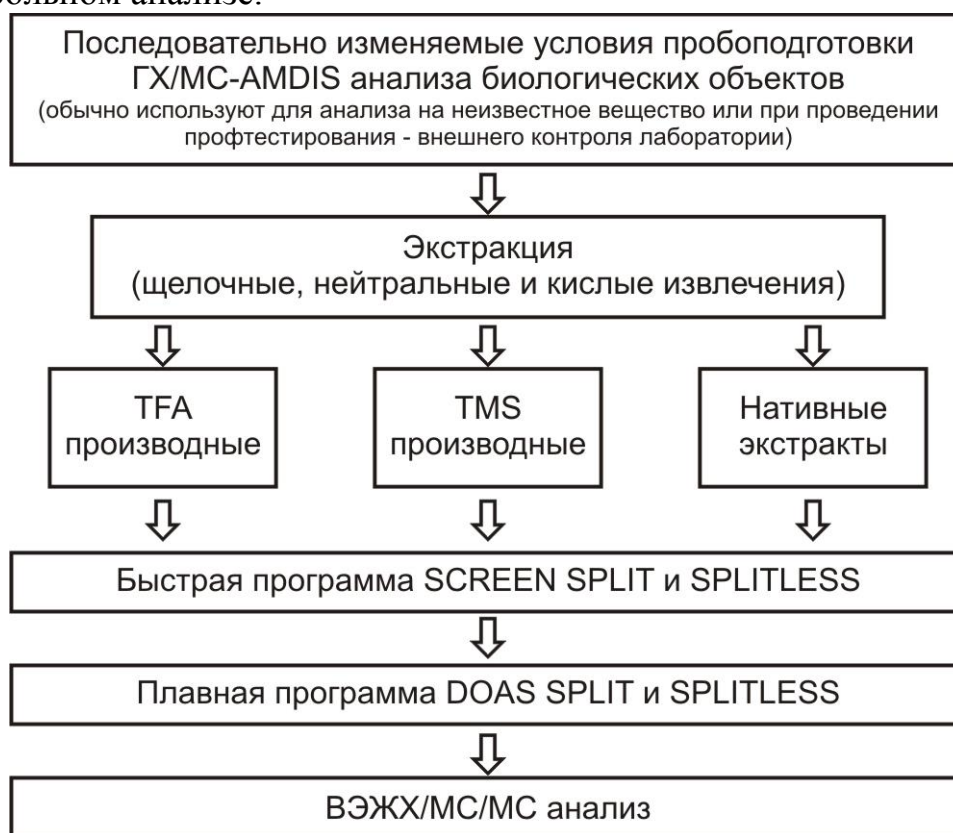 анализе.
Последовательно изменяемые условия пробоподготовки
ГХ/МС-AMDIS анализа биологических объектов
(обычно используют для анализа на неизвестное вещество или при проведении
профтестирования - внешнего контроля лаборатории)
Экстракция
(щелочные, нейтральные и кислые извлечения)
TFA
производные
TMS
производные
Нативные
экстракты
Быстрая программа SCREEN SPLIT и SPLITLESS
Плавная программа DOAS SPLIT и SPLITLESS
ВЭЖХ/МС/МС анализ